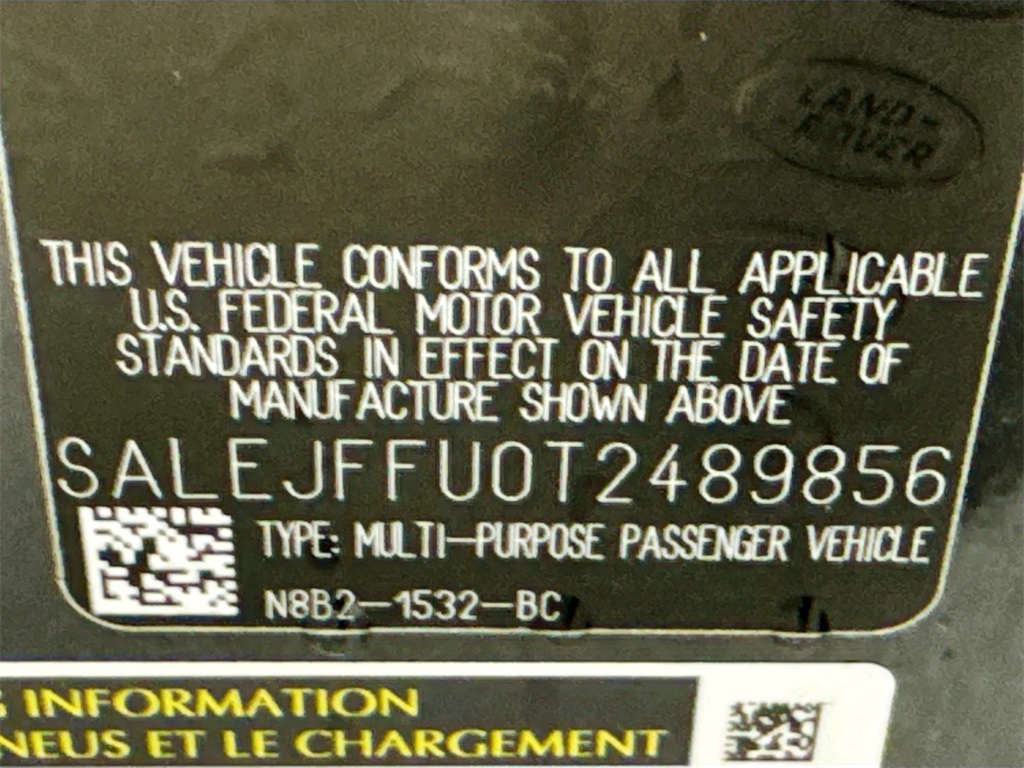 LAND-
ROVER
THIS VEHICLE CONFORMS TO ALL APPLICABLE
U.S. FEDERAL MOTOR VEHICLE SAFETY
STANDARDS IN EFFECT ON THE DATE OF
MANUFACTURE SHOWN ABOVE
SALEJFFU0T2489856
TYPE: MULTI-PURPOSE PASSENGER VEHICLE
N8B2-1532-BC
INFORMATION
NEUS ET LE CHARGEMENT